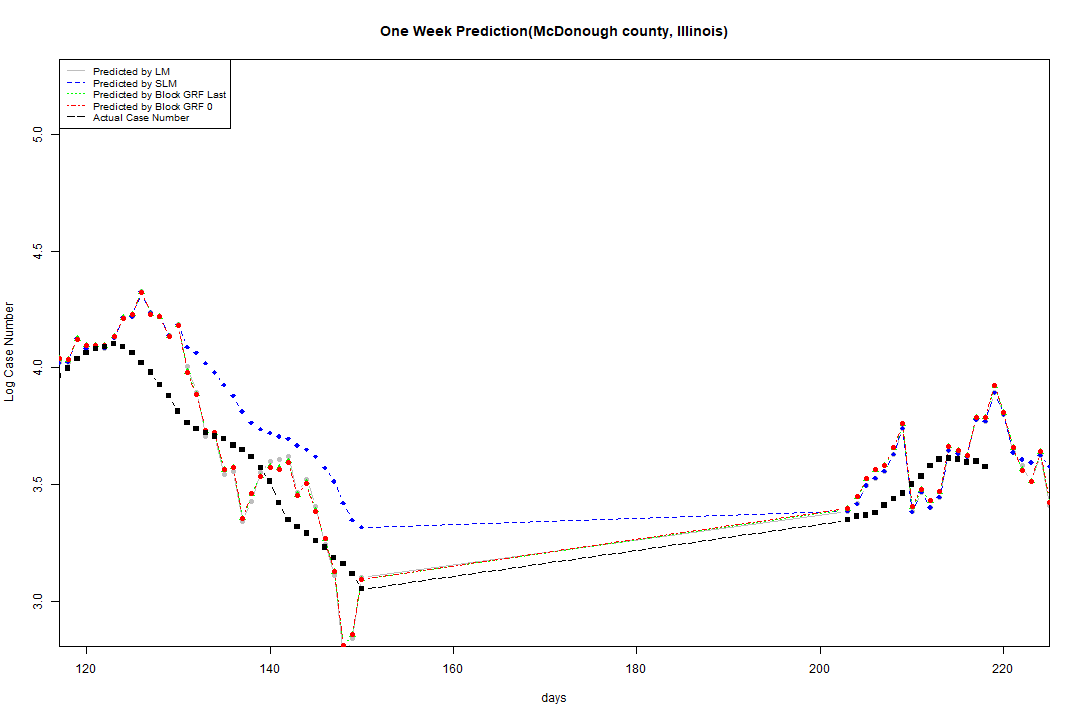 One Week Prediction(McDonough county, Illinois)
Predicted by LM
Predicted by SLM
Predicted by Block GRF Last
Predicted by Block GRF 0
Actual Case Number
5.0
4.5
4.0
3.5
3.0
Log Case Number
120 140 160 180 200 220
days